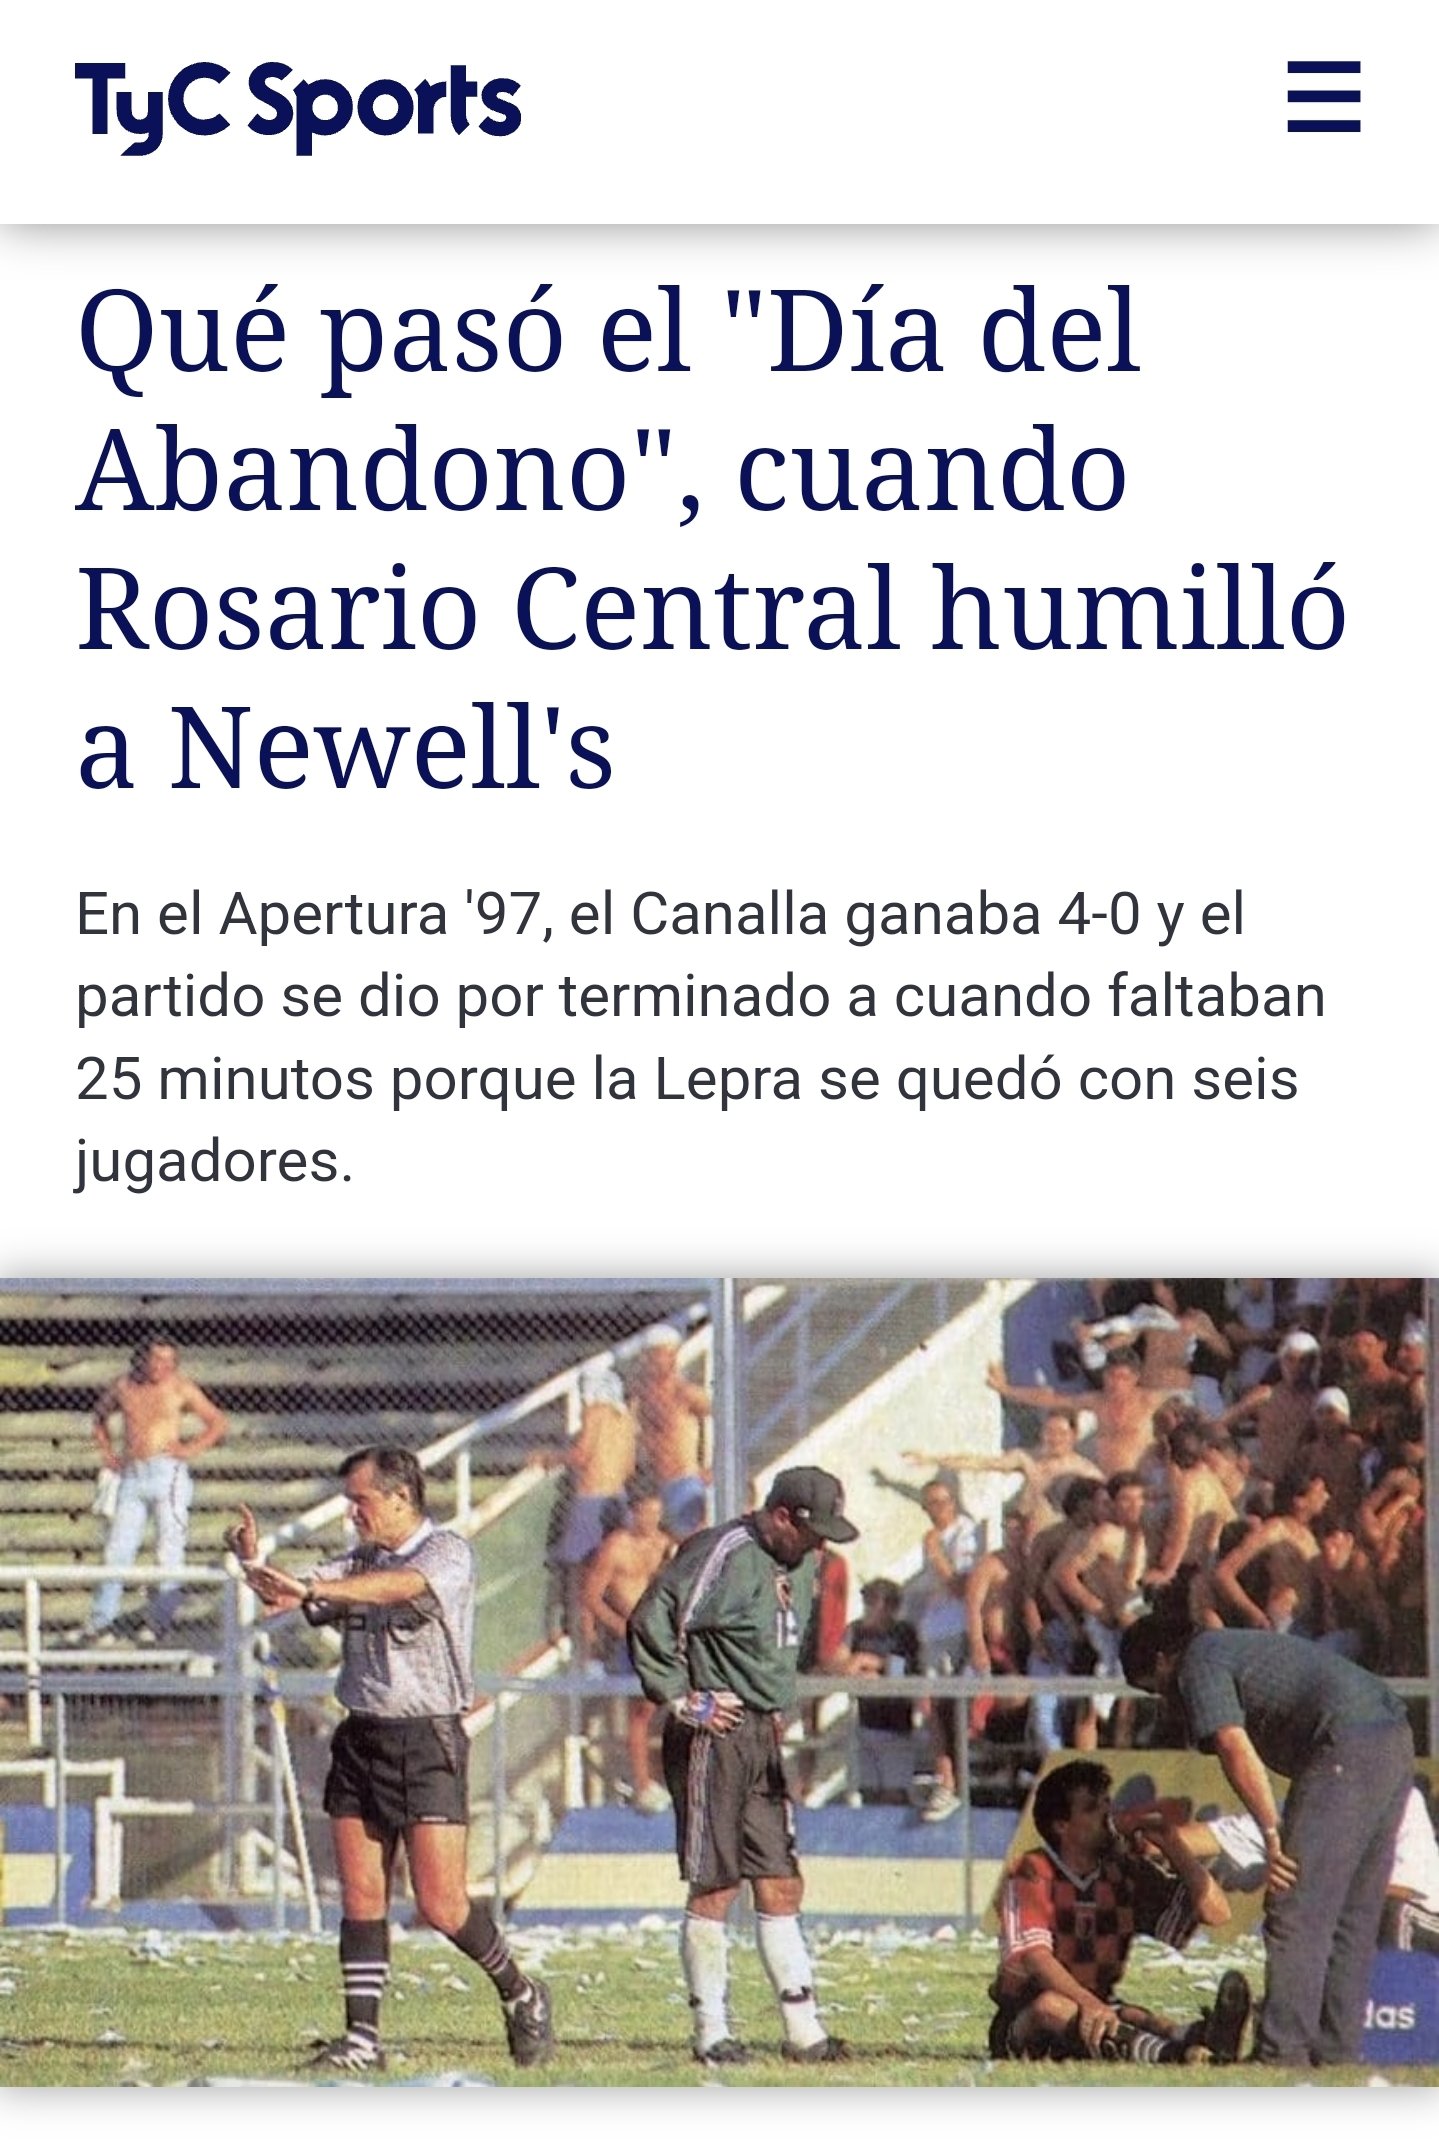 TyC Sports
Qué pasó el "Día del
Abandono", cuando
Rosario Central humilló
a Newell's
En el Apertura '97, el Canalla ganaba 4-0 y el
partido se dio por terminado a cuando faltaban
25 minutos porque la Lepra se quedó con seis
jugadores.
das